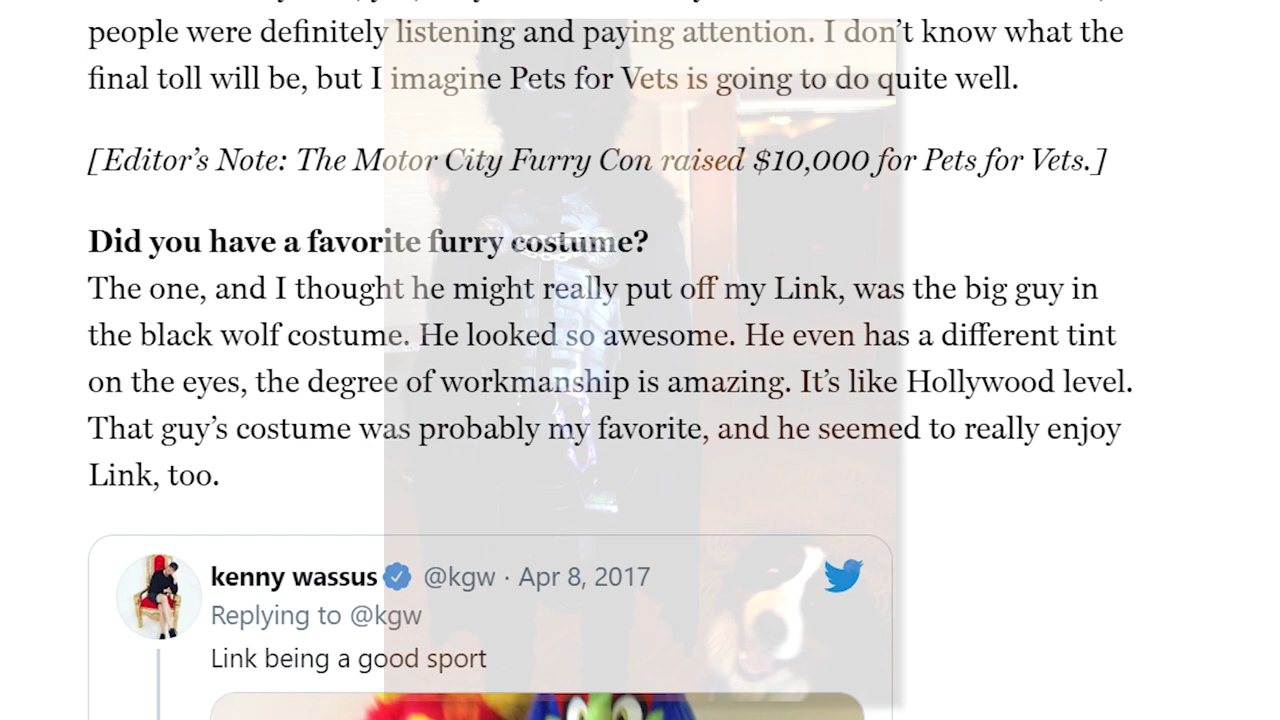 people were definitely listening and paying attention. I don’t know what the
final toll will be, but I imagine Pets for Vets is going to do quite well.
[Editor’s Note: The Motor City Furry Con raised $10,000 for Pets for Vets.]
Did you have a favorite furry costume?
The one, and I thought he might really put off my Link, was the big guy in
the black wolf costume. He looked so awesome. He even has a different tint
on the eyes, the degree of workmanship is amazing. It’s like Hollywood level.
That guy’s costume was probably my favorite, and he seemed to really enjoy
Link, too.
kenny wassus @kgw · Apr 8, 2017
Replying to @kgw
Link being a good sport